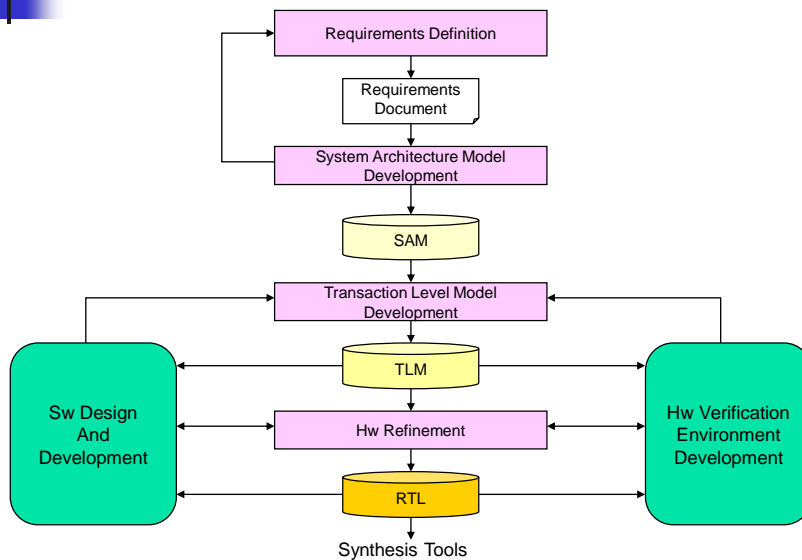 Requirements Definition
Requirements
Document
System Architecture Model
Development
SAM
Transaction Level Model
Development
TLM
Sw Design
And
Development
Hw Refinement
Hw Verification
Environment
Development
RTL
Synthesis Tools